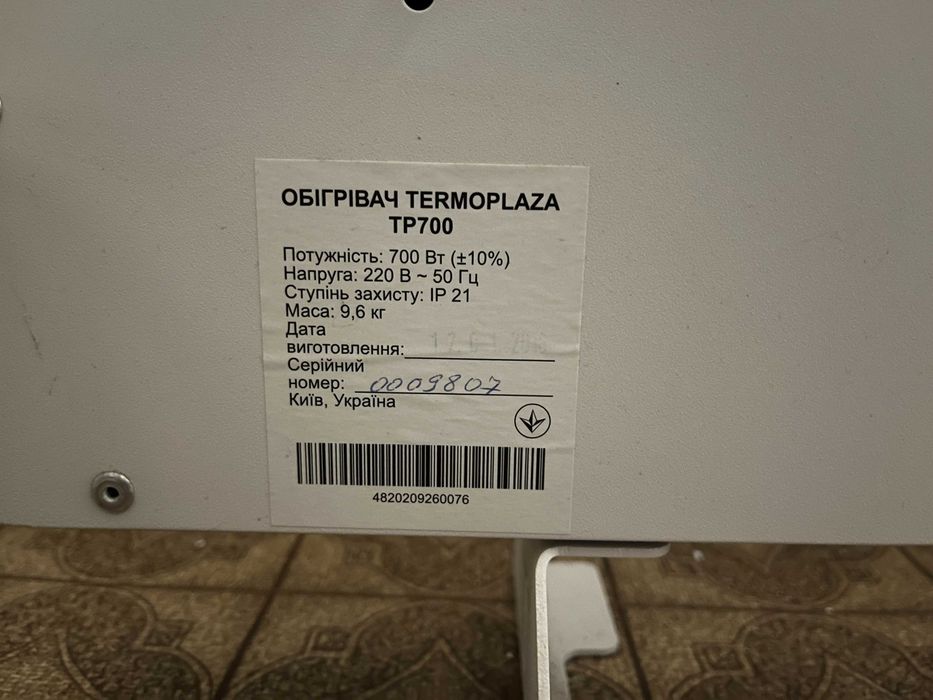 ОБІГРІВАЧ TERMOPLAZA
TP700
Потужність: 700 Вт (±10%)
Напруга: 220 В ~ 50 Гц
Ступінь захисту: IP 21
Маса: 9,6 кг
Дата
виготовлення:
Серійний
номер: 0009807
Київ, Україна
4820209260076